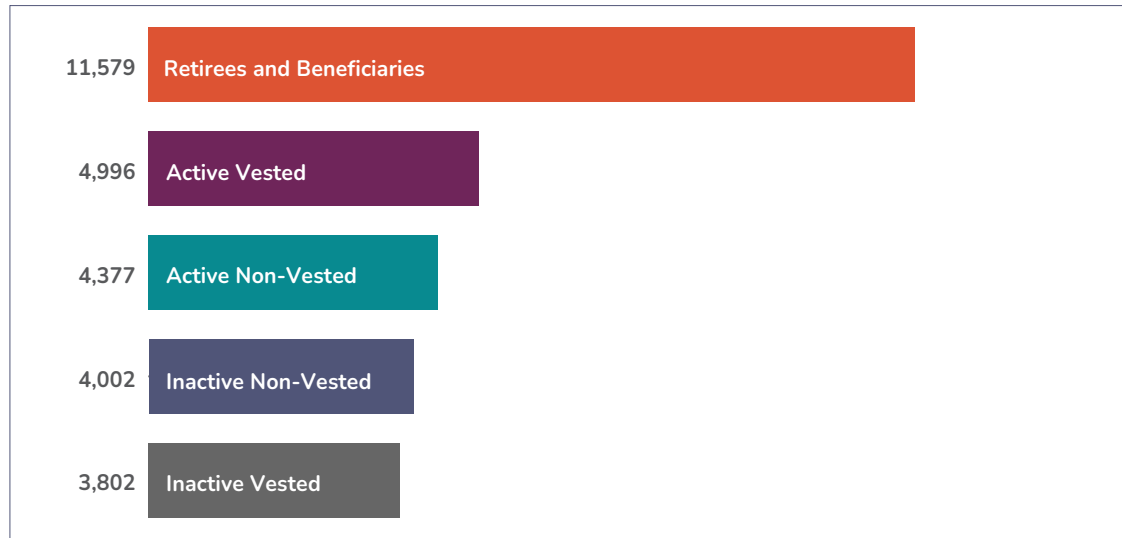 11,579 Retirees and Beneficiaries
4,996 Active Vested
4,377 Active Non-Vested
4,002 Inactive Non-Vested
3,802 Inactive Vested